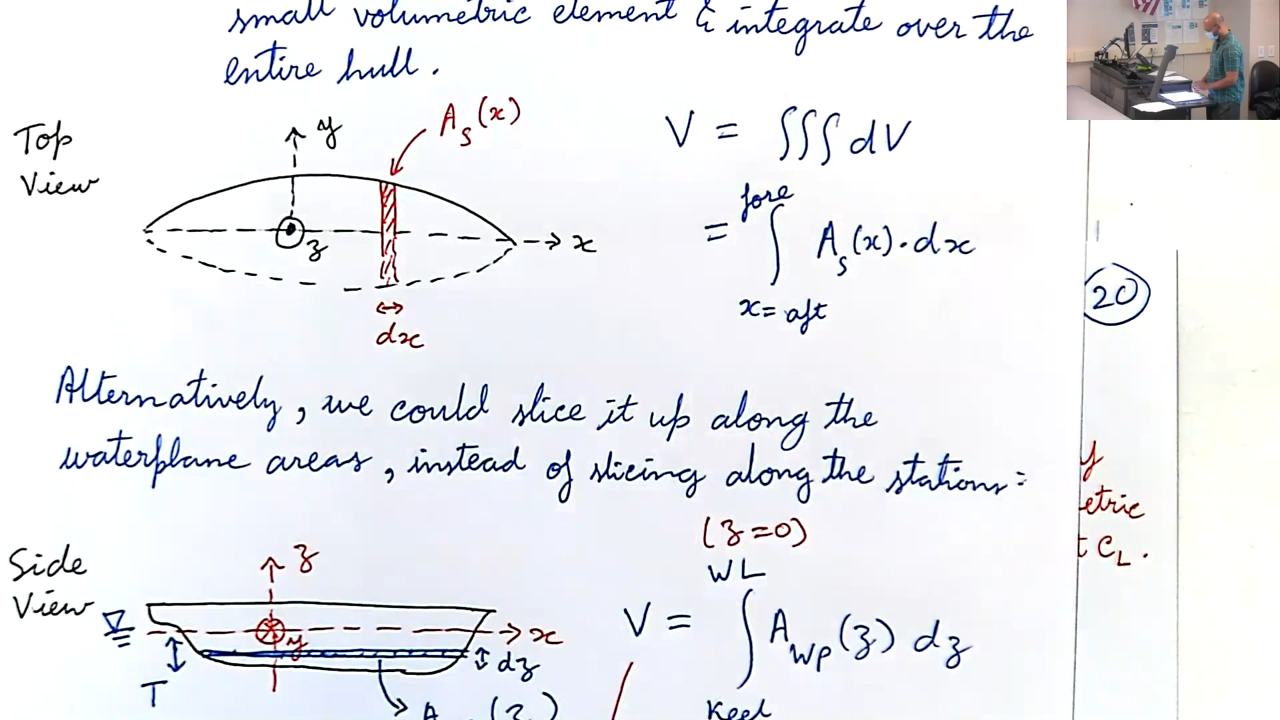 small volumetric element & integrate over the
entire hull.
Top
View
y
A_s(x)
z
x
dx
V = ∫∫∫ dV
fore
= ∫ A_s(x)·dx
x = aft
20
Alternatively, we could slice it up along the
waterplane areas, instead of slicing along the stations:
y
etric
t C_L.
Side
View
z
x
y
T
dz
(z=0)
WL
V = ∫ A_WP(z) dz
Keel